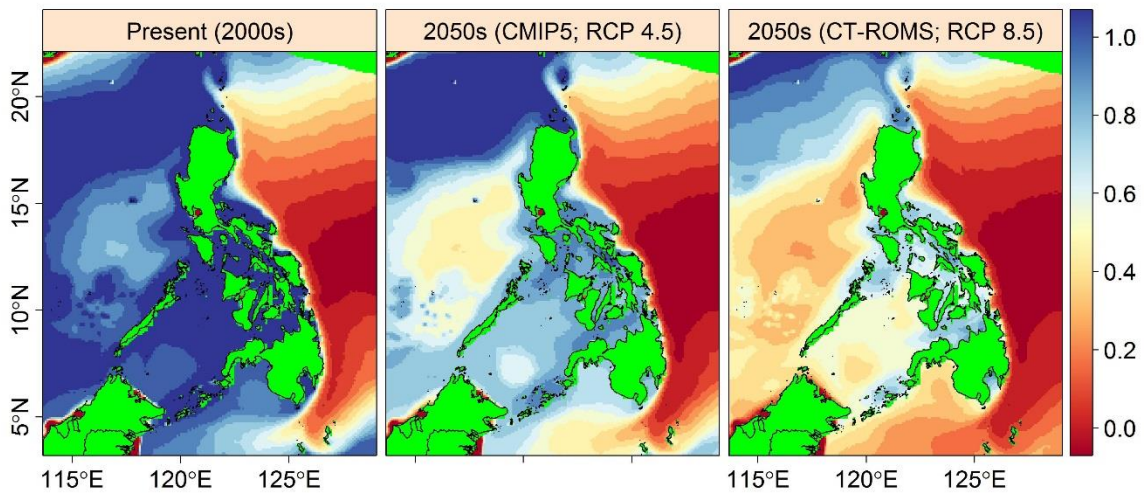 Present (2000s)
2050s (CMIP5; RCP 4.5)
2050s (CT-ROMS; RCP 8.5)
1.0
0.8
0.6
0.4
0.2
0.0
20°N
15°N
10°N
5°N
115°E
120°E
125°E
115°E
120°E
125°E